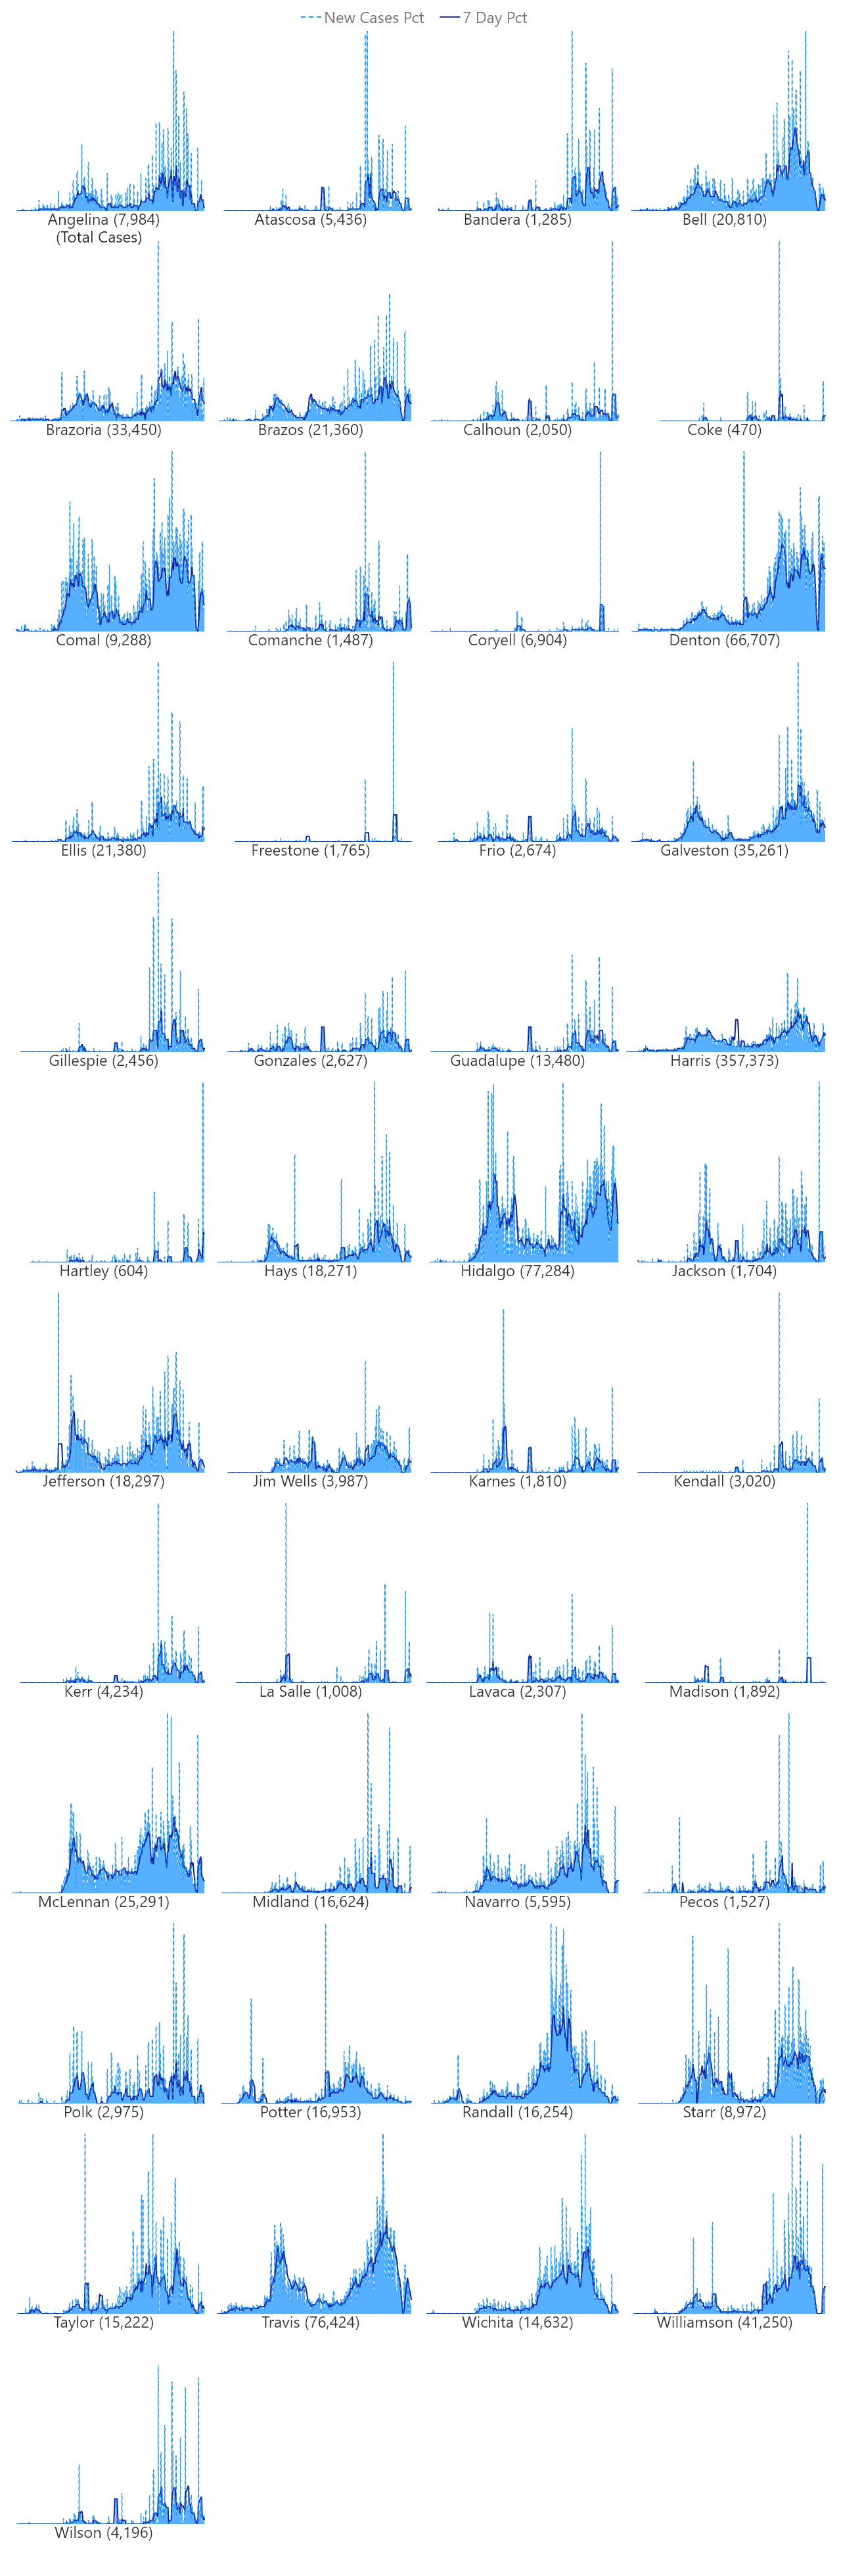 New Cases Pct 7 Day Pct
Angelina (7,984) Atascosa (5,436) Bandera (1,285) Bell (20,810)
(Total Cases)
Brazoria (33,450) Brazos (21,360) Calhoun (2,050) Coke (470)
Comal (9,288) Comanche (1,487) Coryell (6,904) Denton (66,707)
Ellis (21,380) Freestone (1,765) Frio (2,674) Galveston (35,261)
Gillespie (2,456) Gonzales (2,627) Guadalupe (13,480) Harris (357,373)
Hartley (604) Hays (18,271) Hidalgo (77,284) Jackson (1,704)
Jefferson (18,297) Jim Wells (3,987) Karnes (1,810) Kendall (3,020)
Kerr (4,234) La Salle (1,008) Lavaca (2,307) Madison (1,892)
McLennan (25,291) Midland (16,624) Navarro (5,595) Pecos (1,527)
Polk (2,975) Potter (16,953) Randall (16,254) Starr (8,972)
Taylor (15,222) Travis (76,424) Wichita (14,632) Williamson (41,250)
Wilson (4,196)